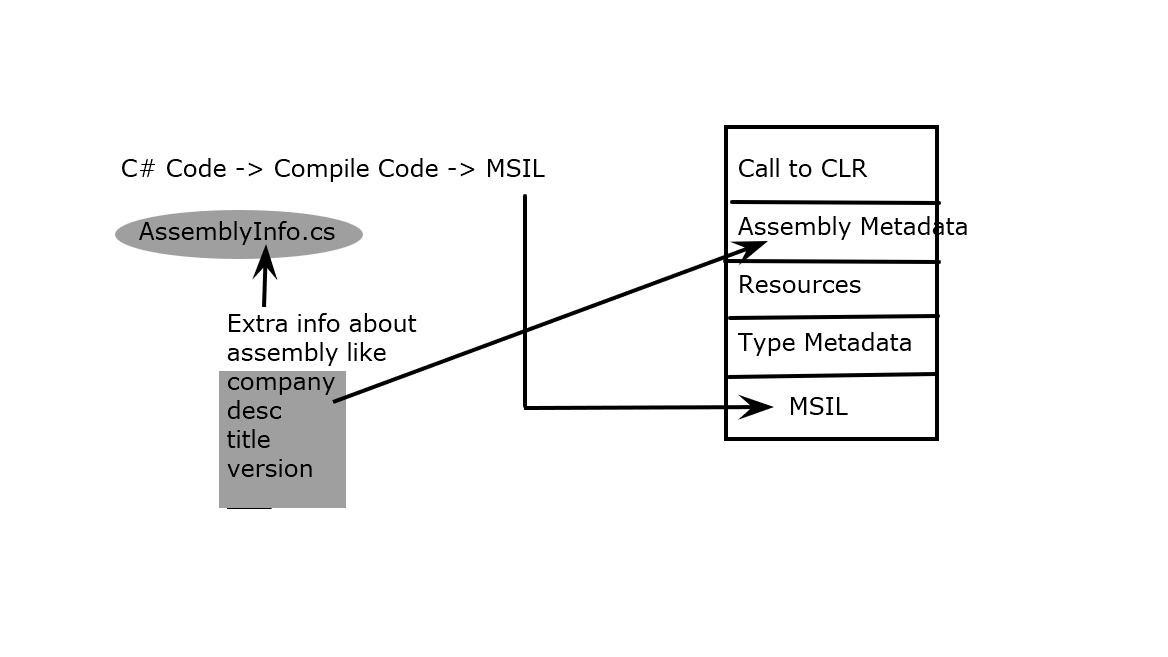 C# Code -> Compile Code -> MSIL
AssemblyInfo.cs
Extra info about
assembly like
company
desc
title
version
Call to CLR
Assembly Metadata
Resources
Type Metadata
MSIL